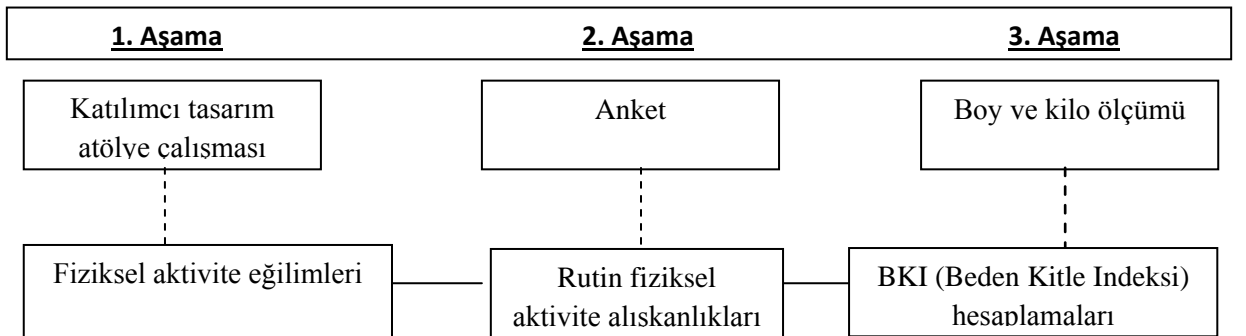 1. Aşama 2. Aşama 3. Aşama
Katılımcı tasarım
atölye çalışması
Anket
Boy ve kilo ölçümü
Fiziksel aktivite eğilimleri
Rutin fiziksel
aktivite alışkanlıkları
BKI (Beden Kitle Indeksi)
hesaplamaları